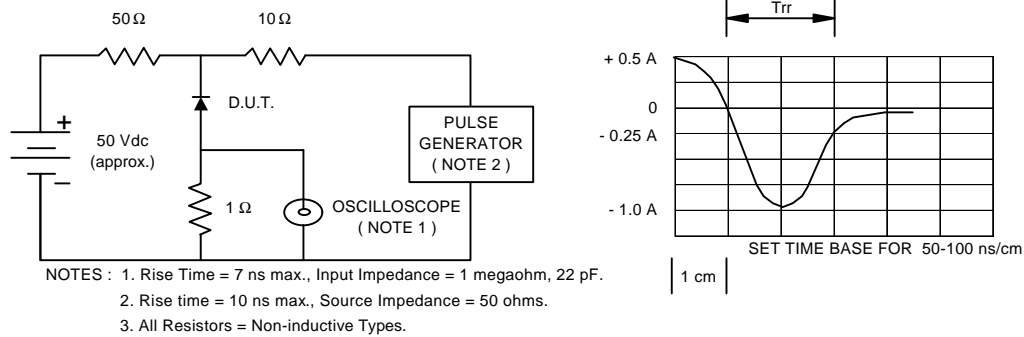 50 Ω
10 Ω
Trr
+ 0.5 A
D.U.T.
0
+
50 Vdc
(approx.)
−
PULSE
GENERATOR
( NOTE 2 )
- 0.25 A
1 Ω
OSCILLOSCOPE
( NOTE 1 )
- 1.0 A
SET TIME BASE FOR 50-100 ns/cm
1 cm
NOTES : 1. Rise Time = 7 ns max., Input Impedance = 1 megaohm, 22 pF.
2. Rise time = 10 ns max., Source Impedance = 50 ohms.
3. All Resistors = Non-inductive Types.